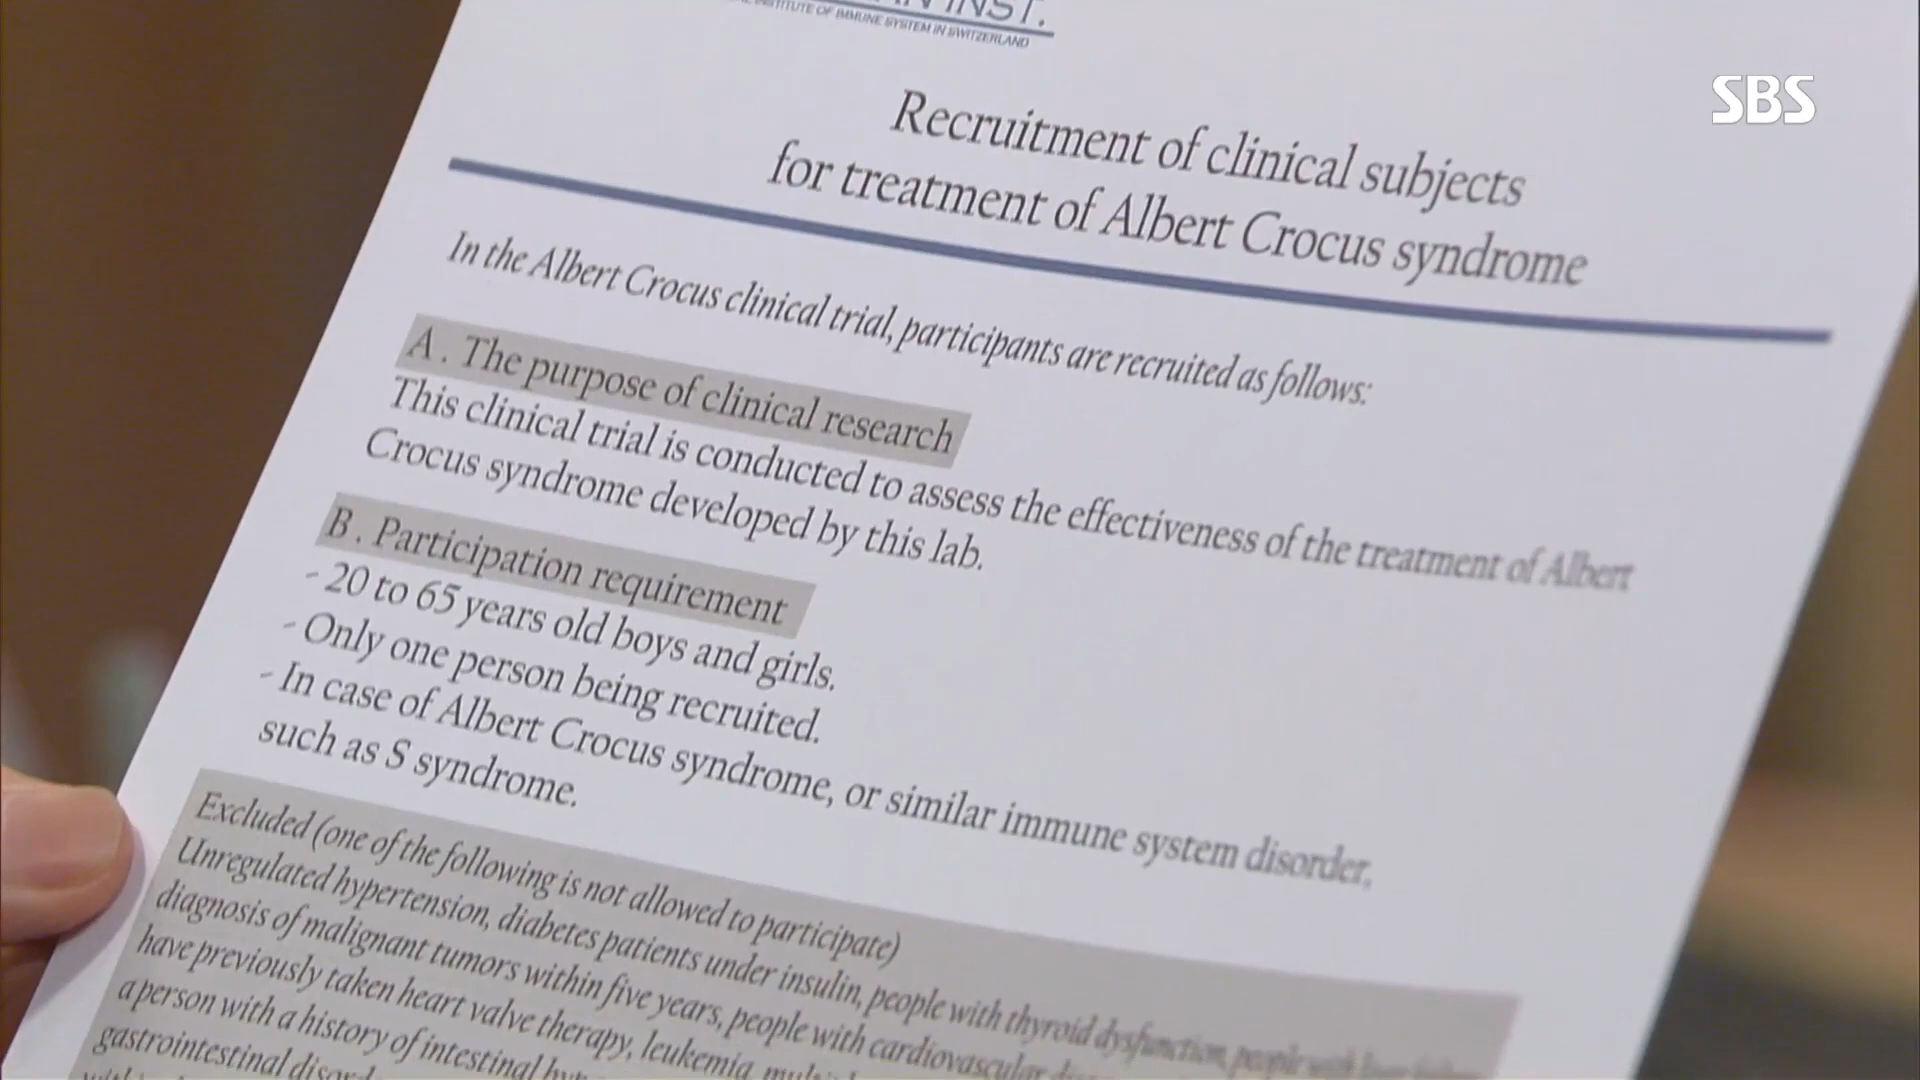 INST.
INSTITUTE OF IMMUNE SYSTEM IN SWITZERLAND
SBS
Recruitment of clinical subjects
for treatment of Albert Crocus syndrome
In the Albert Crocus clinical trial, participants are recruited as follows:
A . The purpose of clinical research
This clinical trial is conducted to assess the effectiveness of the treatment of Albert
Crocus syndrome developed by this lab.
B . Participation requirement
- 20 to 65 years old boys and girls.
- Only one person being recruited.
- In case of Albert Crocus syndrome, or similar immune system disorder,
such as S syndrome.
Excluded (one of the following is not allowed to participate)
Unregulated hypertension, diabetes patients under insulin, people with thyroid dysfunction, people with
diagnosis of malignant tumors within five years, people with cardiovascular
have previously taken heart valve therapy, leukemia,
a person with a history of intestinal
gastrointestinal